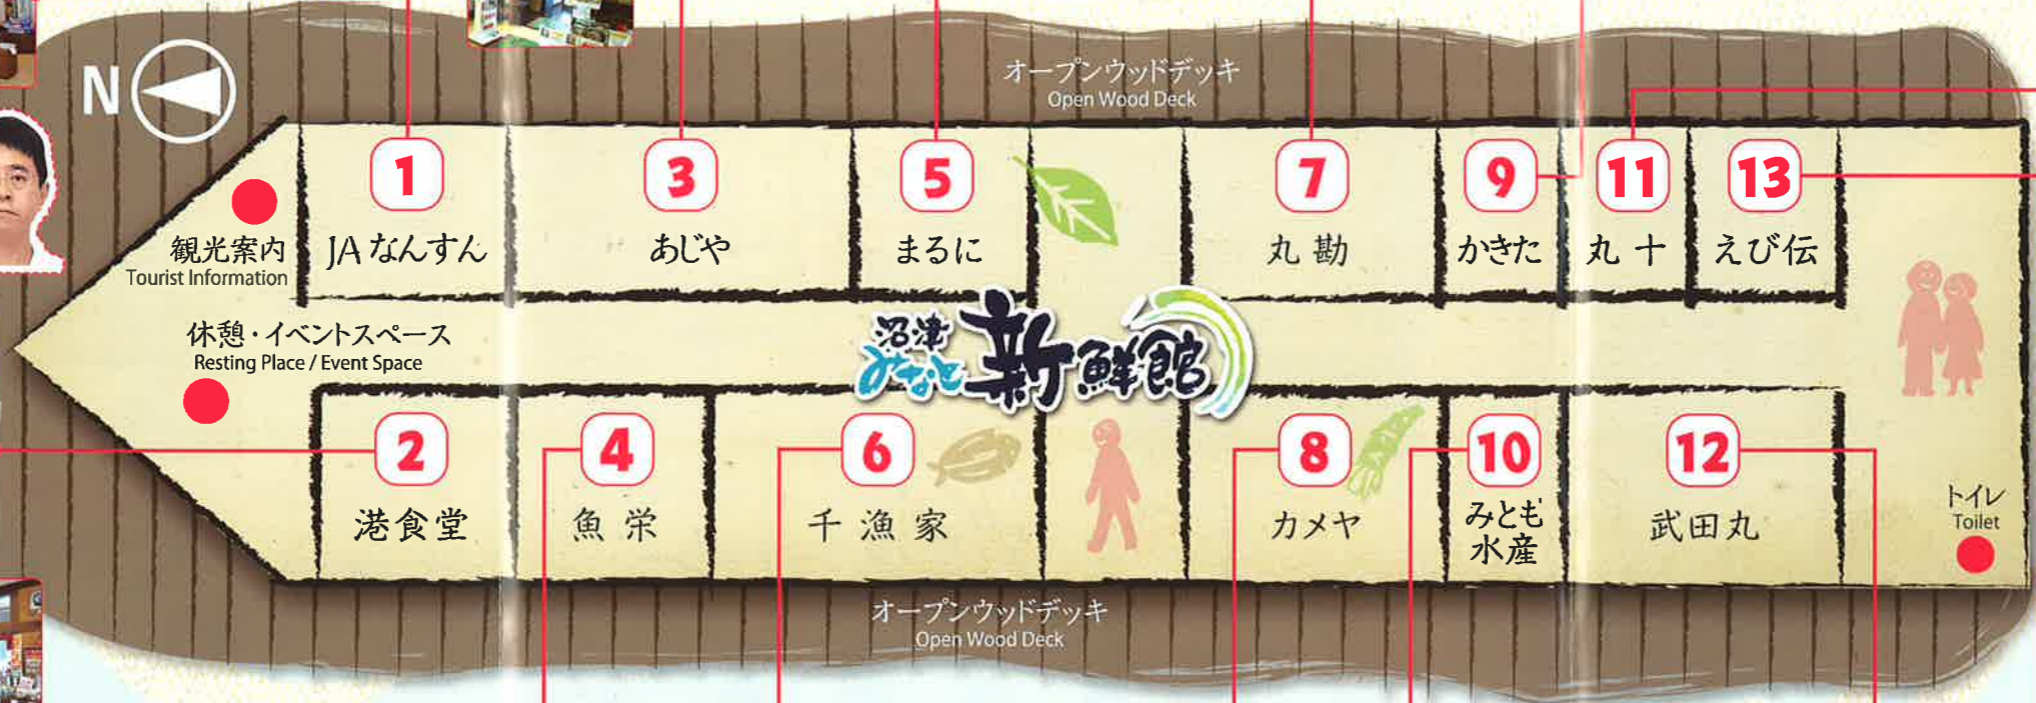 N
オープンウッドデッキ
Open Wood Deck
1
3
5
7
9
11
13
観光案内
Tourist Information
JAなんすん
あじや
まるに
丸勘
かきた
丸十
えび伝
休憩・イベントスペース
Resting Place / Event Space
沼津
みなと
新鮮館
2
4
6
8
10
12
港食堂
魚栄
千漁家
カメヤ
みとも
水産
武田丸
トイレ
Toilet
オープンウッドデッキ
Open Wood Deck